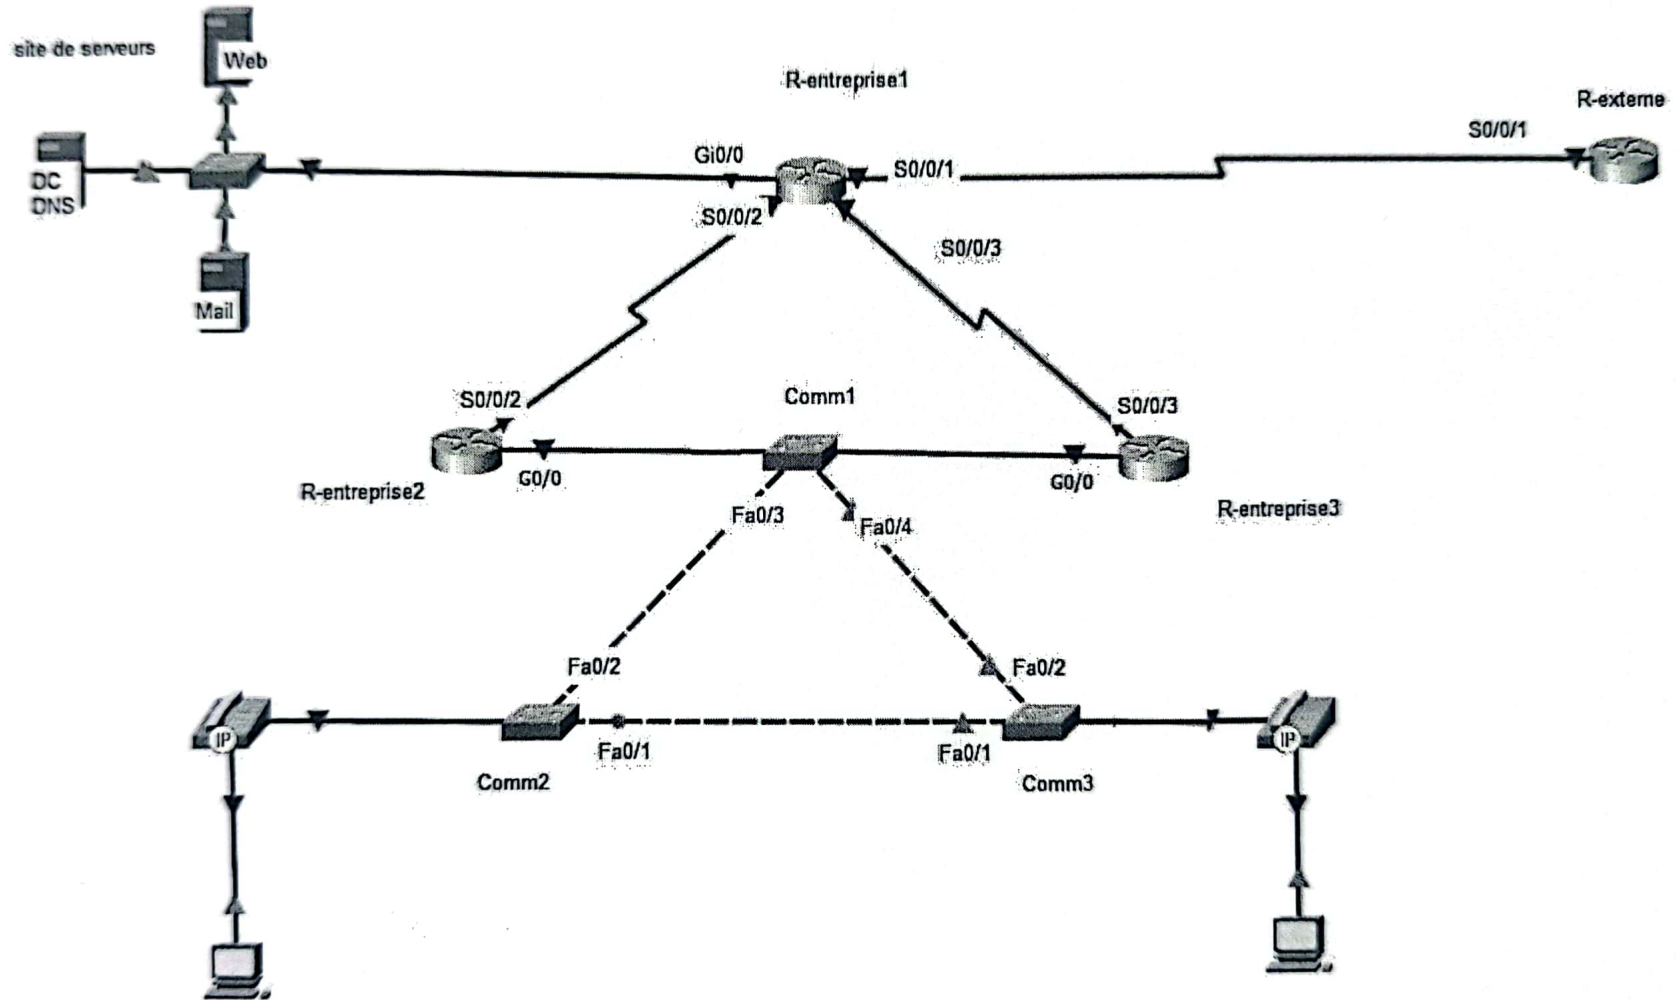 site de serveurs
Web
R-entreprise1
R-externe
S0/0/1
Gi0/0
S0/0/1
DC
DNS
S0/0/2
S0/0/3
Mail
Comm1
S0/0/2
S0/0/3
G0/0
G0/0
R-entreprise2
R-entreprise3
Fa0/3
Fa0/4
Fa0/2
Fa0/2
IP
IP
Fa0/1
Fa0/1
Comm2
Comm3